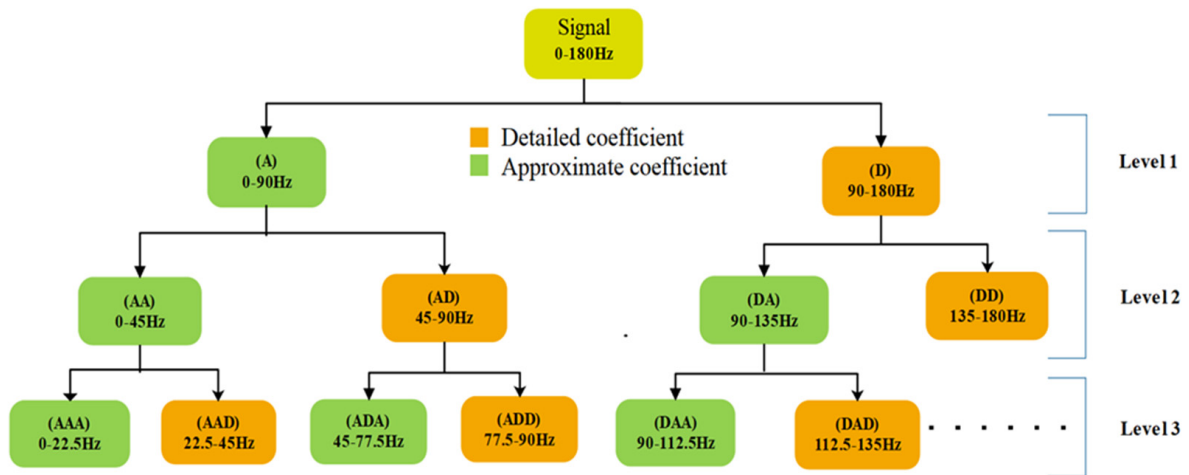 Signal
0-180Hz
Detailed coefficient
Approximate coefficient
(A)
0-90Hz
(D)
90-180Hz
Level 1
(AA)
0-45Hz
(AD)
45-90Hz
(DA)
90-135Hz
(DD)
135-180Hz
Level 2
(AAA)
0-22.5Hz
(AAD)
22.5-45Hz
(ADA)
45-77.5Hz
(ADD)
77.5-90Hz
(DAA)
90-112.5Hz
(DAD)
112.5-135Hz
. . . . . . .
Level 3